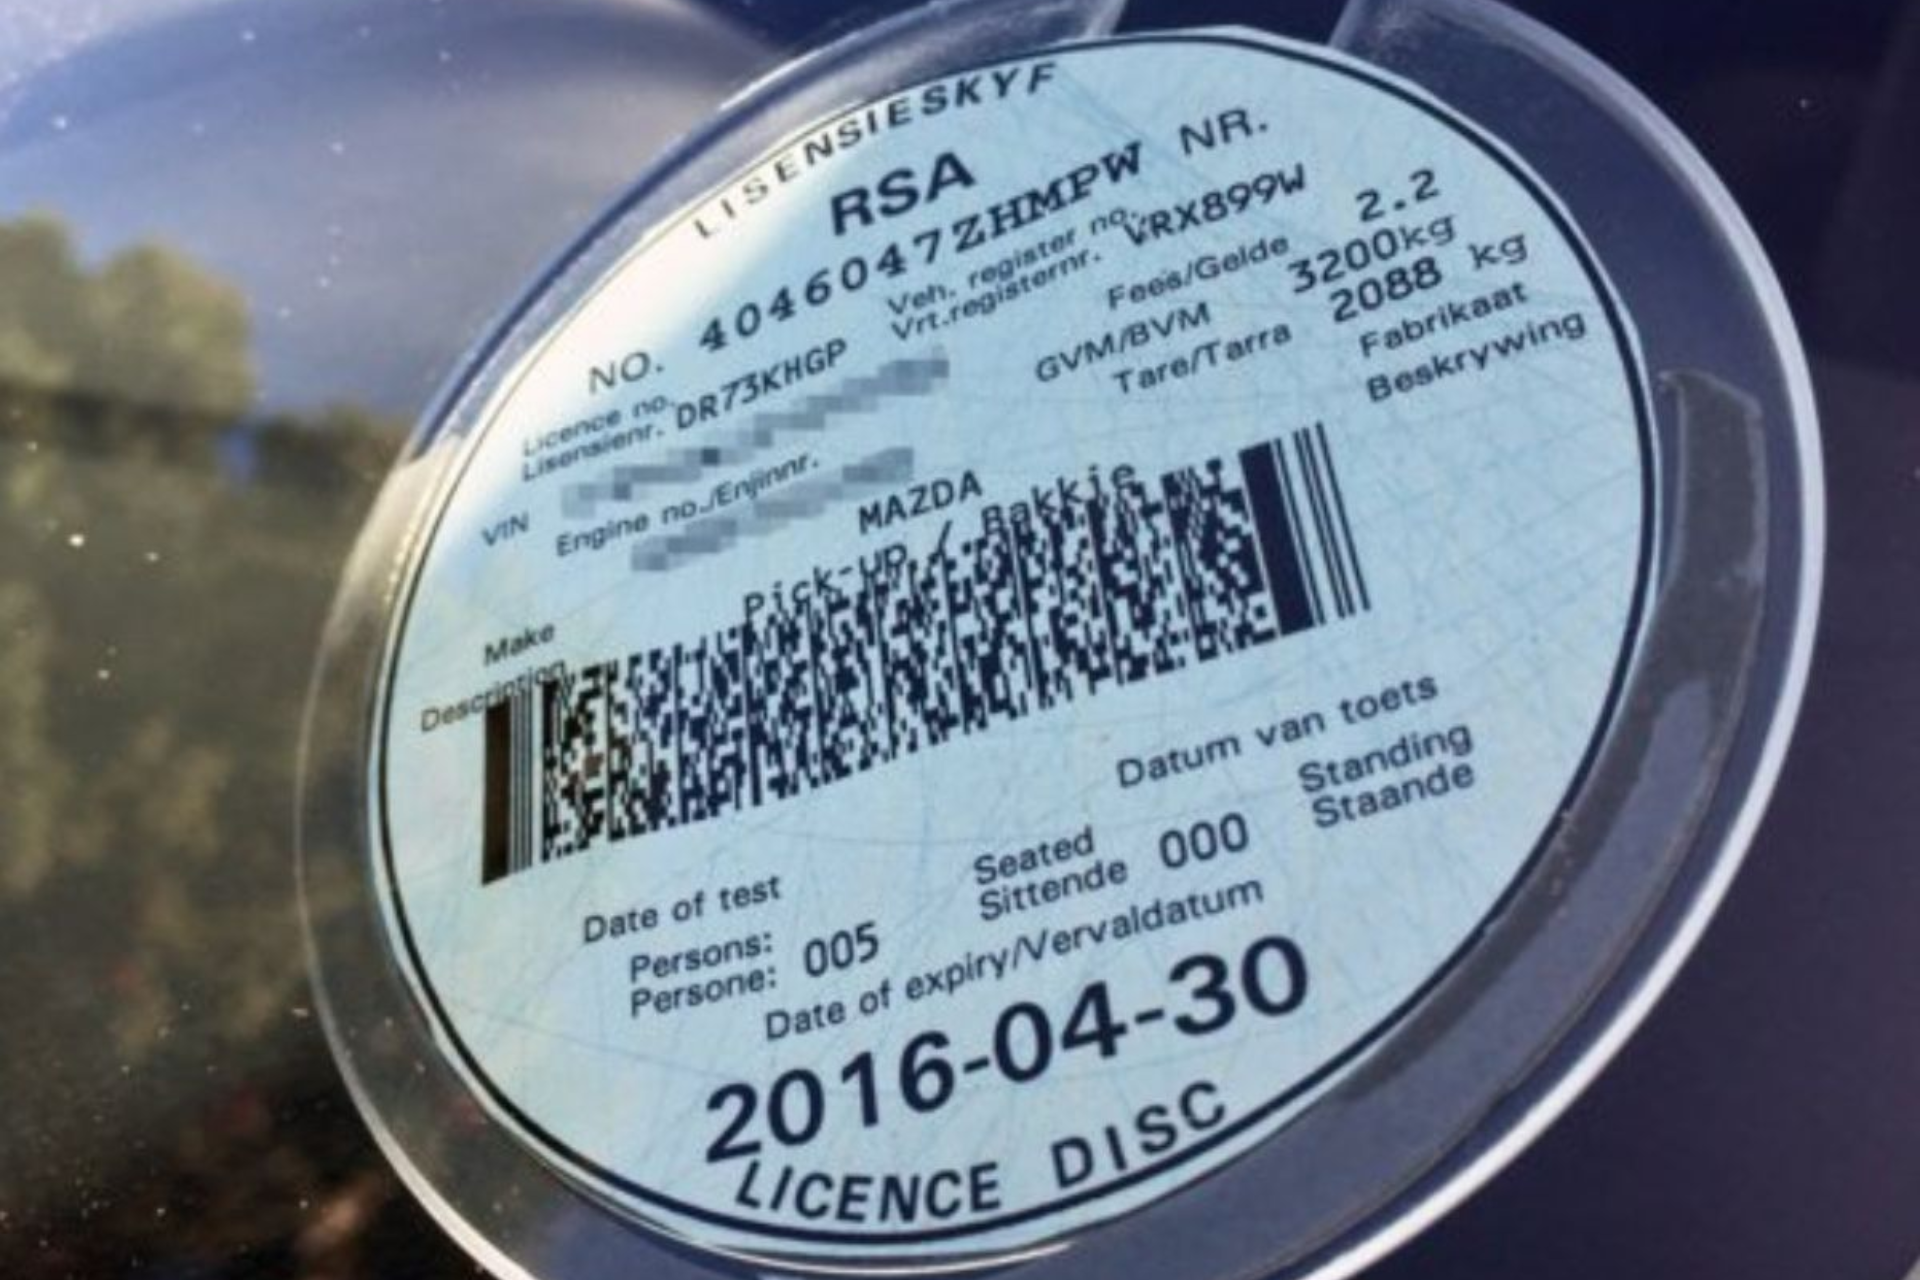 LISENSIESKYF
RSA
NO. 4046047ZHMPW NR.
Licence no. Lisensienr. DR73KHGP
Veh. register no. Vrt.registernr. VRX899W
Fees/Gelde 2.2
GVM/BVM 3200kg
Tare/Tarra 2088 kg
VIN
Engine no./Enjinnr.
Fabrikaat
Beskrywing
Make MAZDA
Description Pick-up / Bakkie
Date of test Datum van toets
Persons: Persone: 005
Seated Sittende 000
Standing Staande
Date of expiry/Vervaldatum
2016-04-30
LICENCE DISC